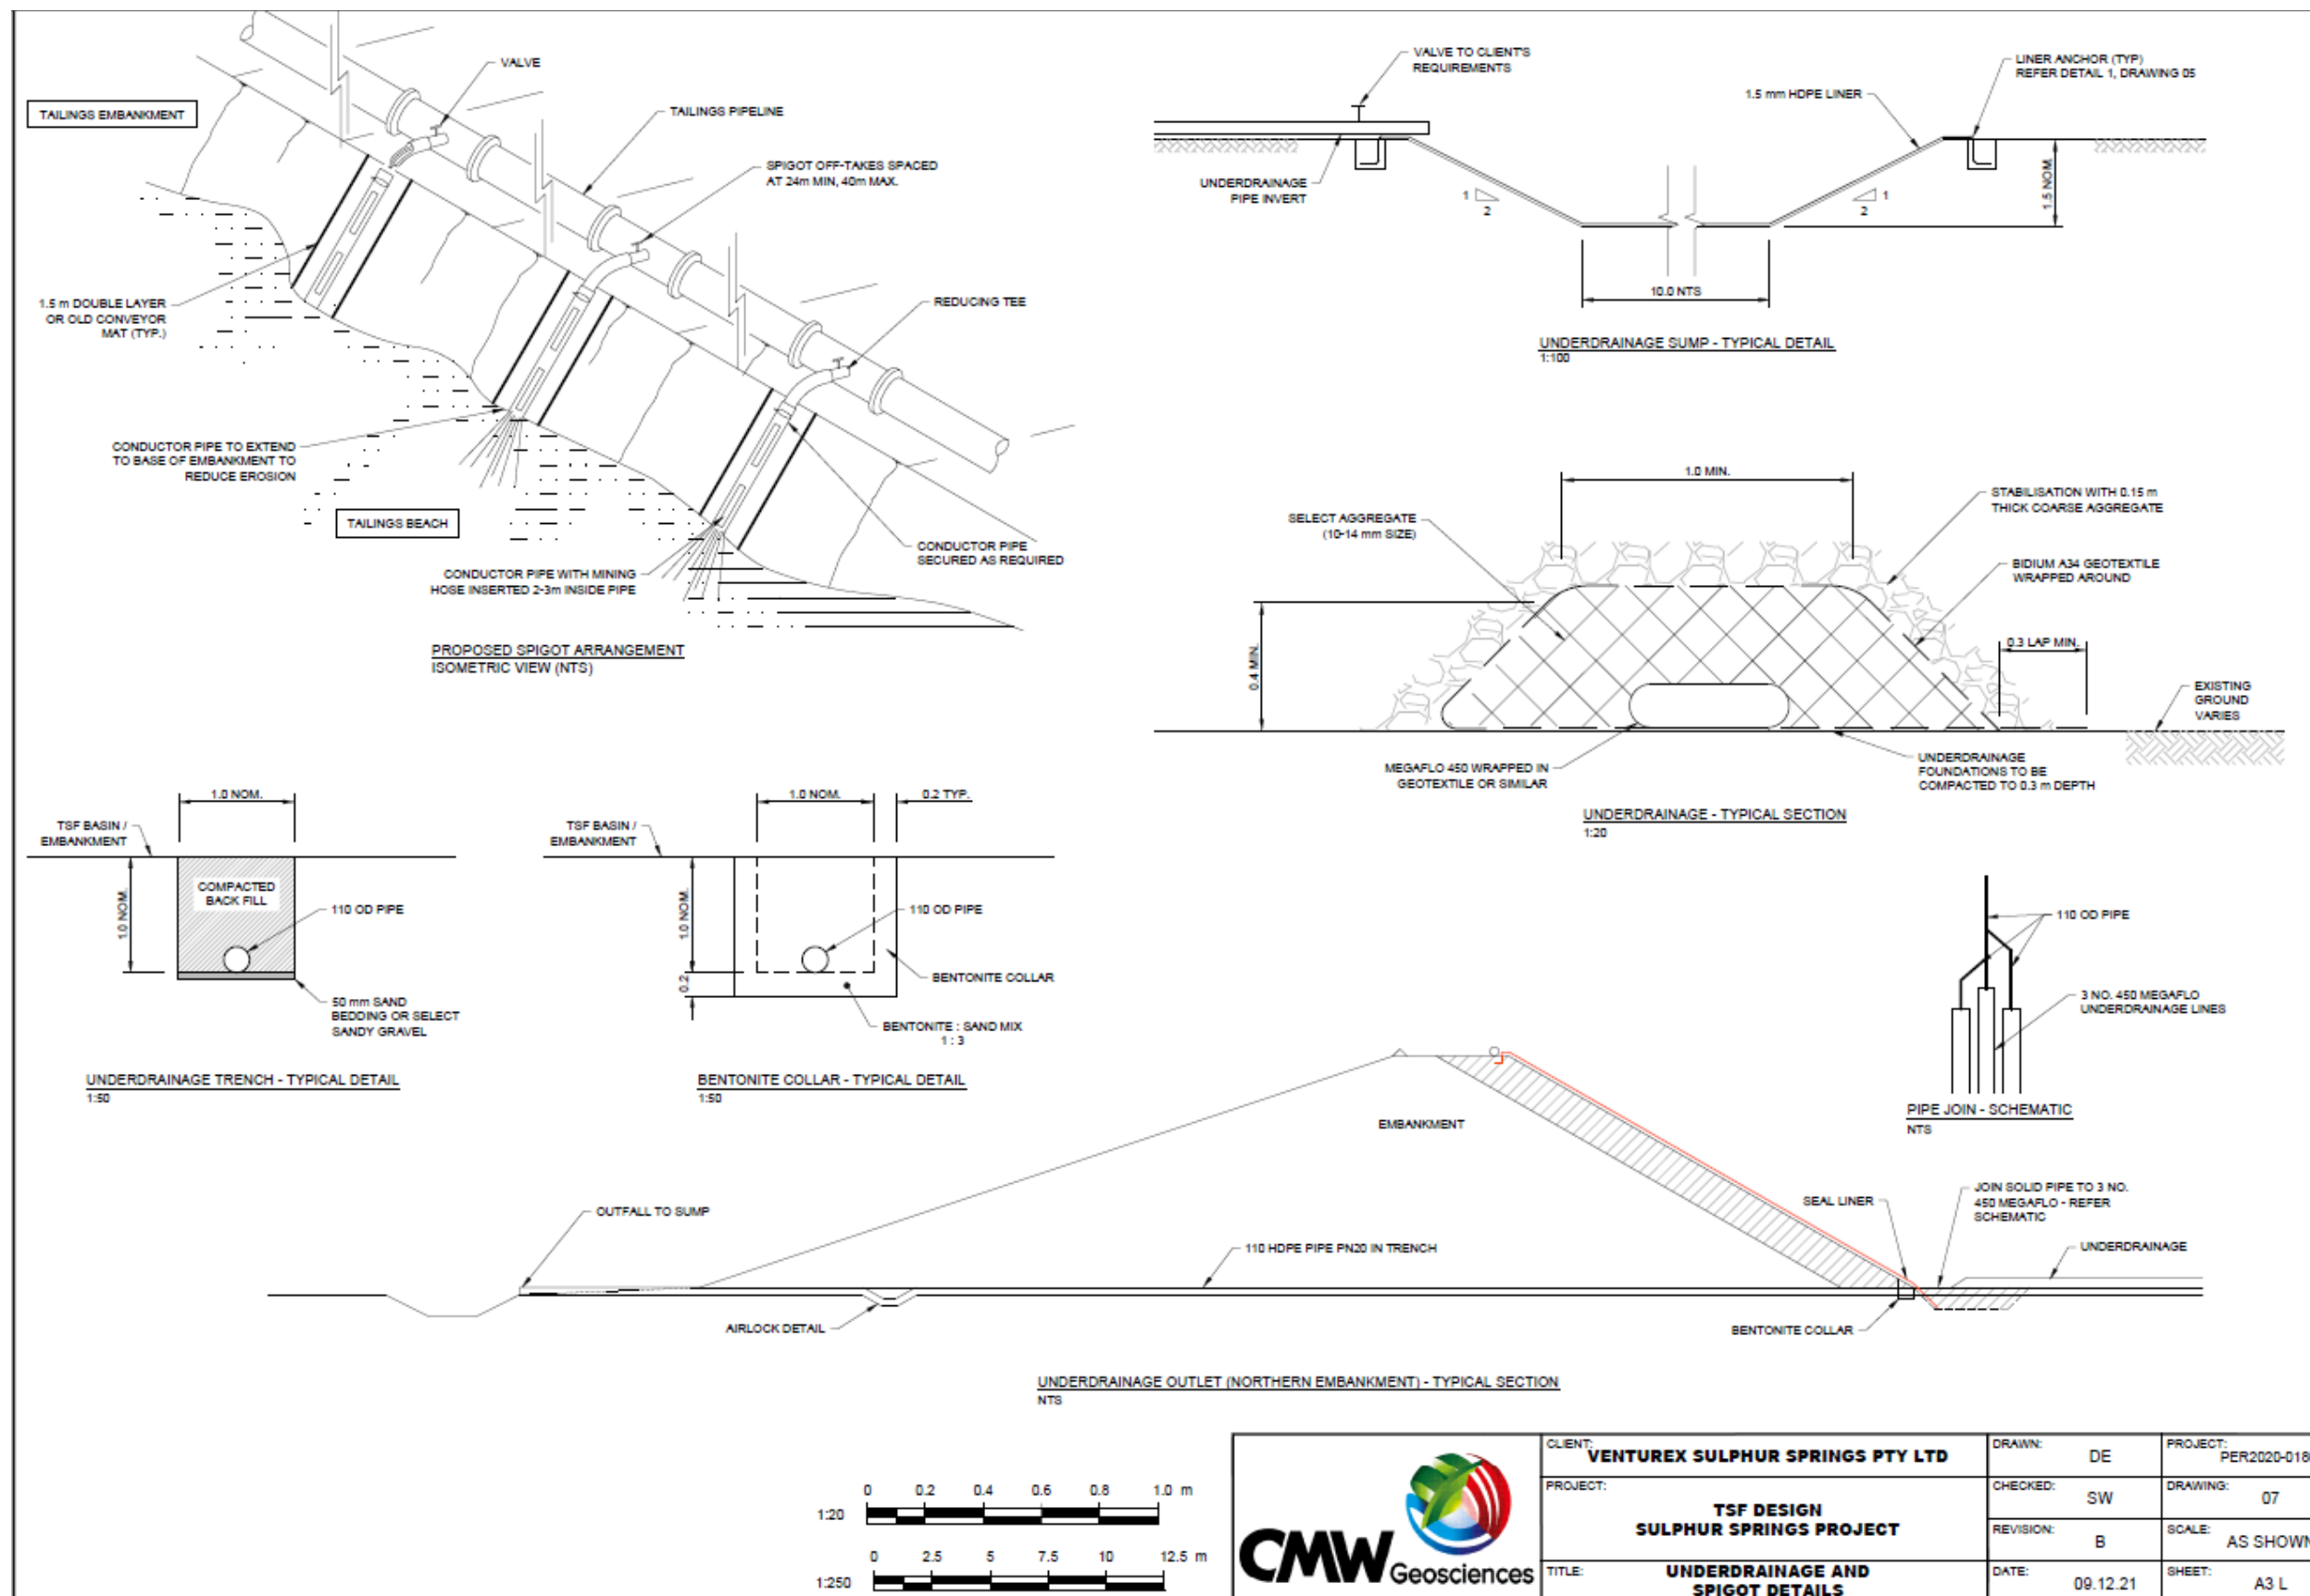 VALVE
TAILINGS EMBANKMENT
TAILINGS PIPELINE
SPIGOT OFF-TAKES SPACED
AT 24m MIN, 40m MAX.
1.5 m DOUBLE LAYER
OR OLD CONVEYOR
MAT (TYP.)
REDUCING TEE
CONDUCTOR PIPE TO EXTEND
TO BASE OF EMBANKMENT TO
REDUCE EROSION
TAILINGS BEACH
CONDUCTOR PIPE
SECURED AS REQUIRED
CONDUCTOR PIPE WITH MINING
HOSE INSERTED 2-3m INSIDE PIPE
PROPOSED SPIGOT ARRANGEMENT
ISOMETRIC VIEW (NTS)
VALVE TO CLIENT'S
REQUIREMENTS
LINER ANCHOR (TYP)
REFER DETAIL 1, DRAWING 05
1.5 mm HDPE LINER
UNDERDRAINAGE
PIPE INVERT
1
2
1
2
1.5 NOM.
10.0 NTS
UNDERDRAINAGE SUMP - TYPICAL DETAIL
1:100
1.0 MIN.
STABILISATION WITH 0.15 m
THICK COARSE AGGREGATE
SELECT AGGREGATE
(10-14 mm SIZE)
BIDIUM A34 GEOTEXTILE
WRAPPED AROUND
0.4 MIN.
0.3 LAP MIN.
EXISTING
GROUND
VARIES
MEGAFLO 450 WRAPPED IN
GEOTEXTILE OR SIMILAR
UNDERDRAINAGE
FOUNDATIONS TO BE
COMPACTED TO 0.3 m DEPTH
UNDERDRAINAGE - TYPICAL SECTION
1:20
1.0 NOM.
TSF BASIN /
EMBANKMENT
COMPACTED
BACK FILL
1.0 NOM.
110 OD PIPE
50 mm SAND
BEDDING OR SELECT
SANDY GRAVEL
UNDERDRAINAGE TRENCH - TYPICAL DETAIL
1:50
1.0 NOM.
0.2 TYP.
TSF BASIN /
EMBANKMENT
1.0 NOM.
110 OD PIPE
0.2
BENTONITE COLLAR
BENTONITE : SAND MIX
1 : 3
BENTONITE COLLAR - TYPICAL DETAIL
1:50
110 OD PIPE
3 NO. 450 MEGAFLO
UNDERDRAINAGE LINES
PIPE JOIN - SCHEMATIC
NTS
EMBANKMENT
OUTFALL TO SUMP
SEAL LINER
JOIN SOLID PIPE TO 3 NO.
450 MEGAFLO - REFER
SCHEMATIC
110 HDPE PIPE PN20 IN TRENCH
UNDERDRAINAGE
AIRLOCK DETAIL
BENTONITE COLLAR
UNDERDRAINAGE OUTLET (NORTHERN EMBANKMENT) - TYPICAL SECTION
NTS
0 0.2 0.4 0.6 0.8 1.0 m
1:20
0 2.5 5 7.5 10 12.5 m
1:250
CMW Geosciences
CLIENT:
VENTUREX SULPHUR SPRINGS PTY LTD
PROJECT:
TSF DESIGN
SULPHUR SPRINGS PROJECT
TITLE:
UNDERDRAINAGE AND
SPIGOT DETAILS
DRAWN: DE
PROJECT:
CHECKED: SW
DRAWING: 07
REVISION: B
SCALE: AS SHOWN
DATE: 09.12.21
SHEET: A3 L